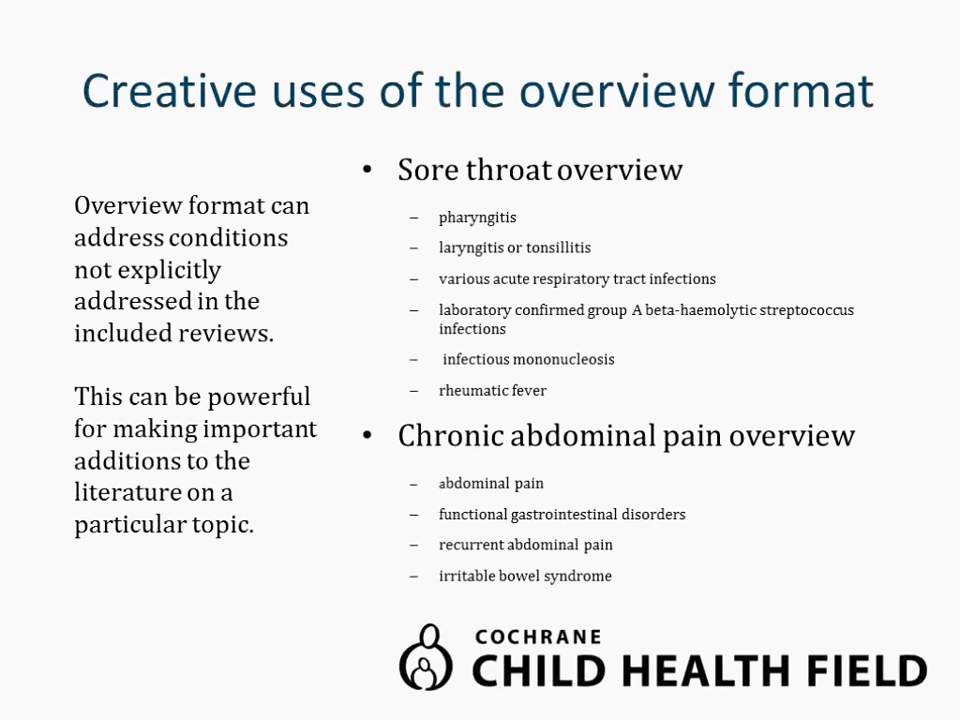 Creative uses of the overview format
Overview format can
address conditions
not explicitly
addressed in the
included reviews.
This can be powerful
for making important
additions to the
literature on a
particular topic.
• Sore throat overview
– pharyngitis
– laryngitis or tonsillitis
– various acute respiratory tract infections
– laboratory confirmed group A beta-haemolytic streptococcus
infections
– infectious mononucleosis
– rheumatic fever
• Chronic abdominal pain overview
– abdominal pain
– functional gastrointestinal disorders
– recurrent abdominal pain
– irritable bowel syndrome
COCHRANE
CHILD HEALTH FIELD